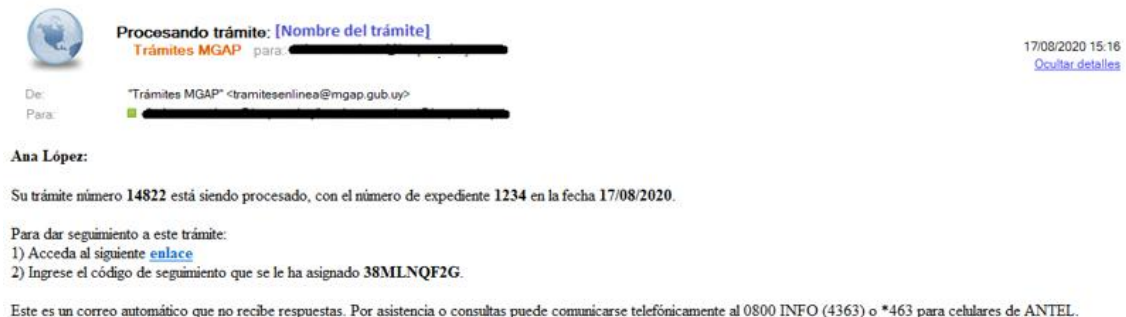 Procesando trámite: [Nombre del trámite]
Trámites MGAP para:
17/08/2020 15:16
Ocultar detalles
De: "Trámites MGAP" <tramitesenlinea@mgap.gub.uy>
Para:
Ana López:
Su trámite número 14822 está siendo procesado, con el número de expediente 1234 en la fecha 17/08/2020.
Para dar seguimiento a este trámite:
1) Acceda al siguiente enlace
2) Ingrese el código de seguimiento que se le ha asignado 38MLNQF2G.
Este es un correo automático que no recibe respuestas. Por asistencia o consultas puede comunicarse telefónicamente al 0800 INFO (4363) o *463 para celulares de ANTEL.